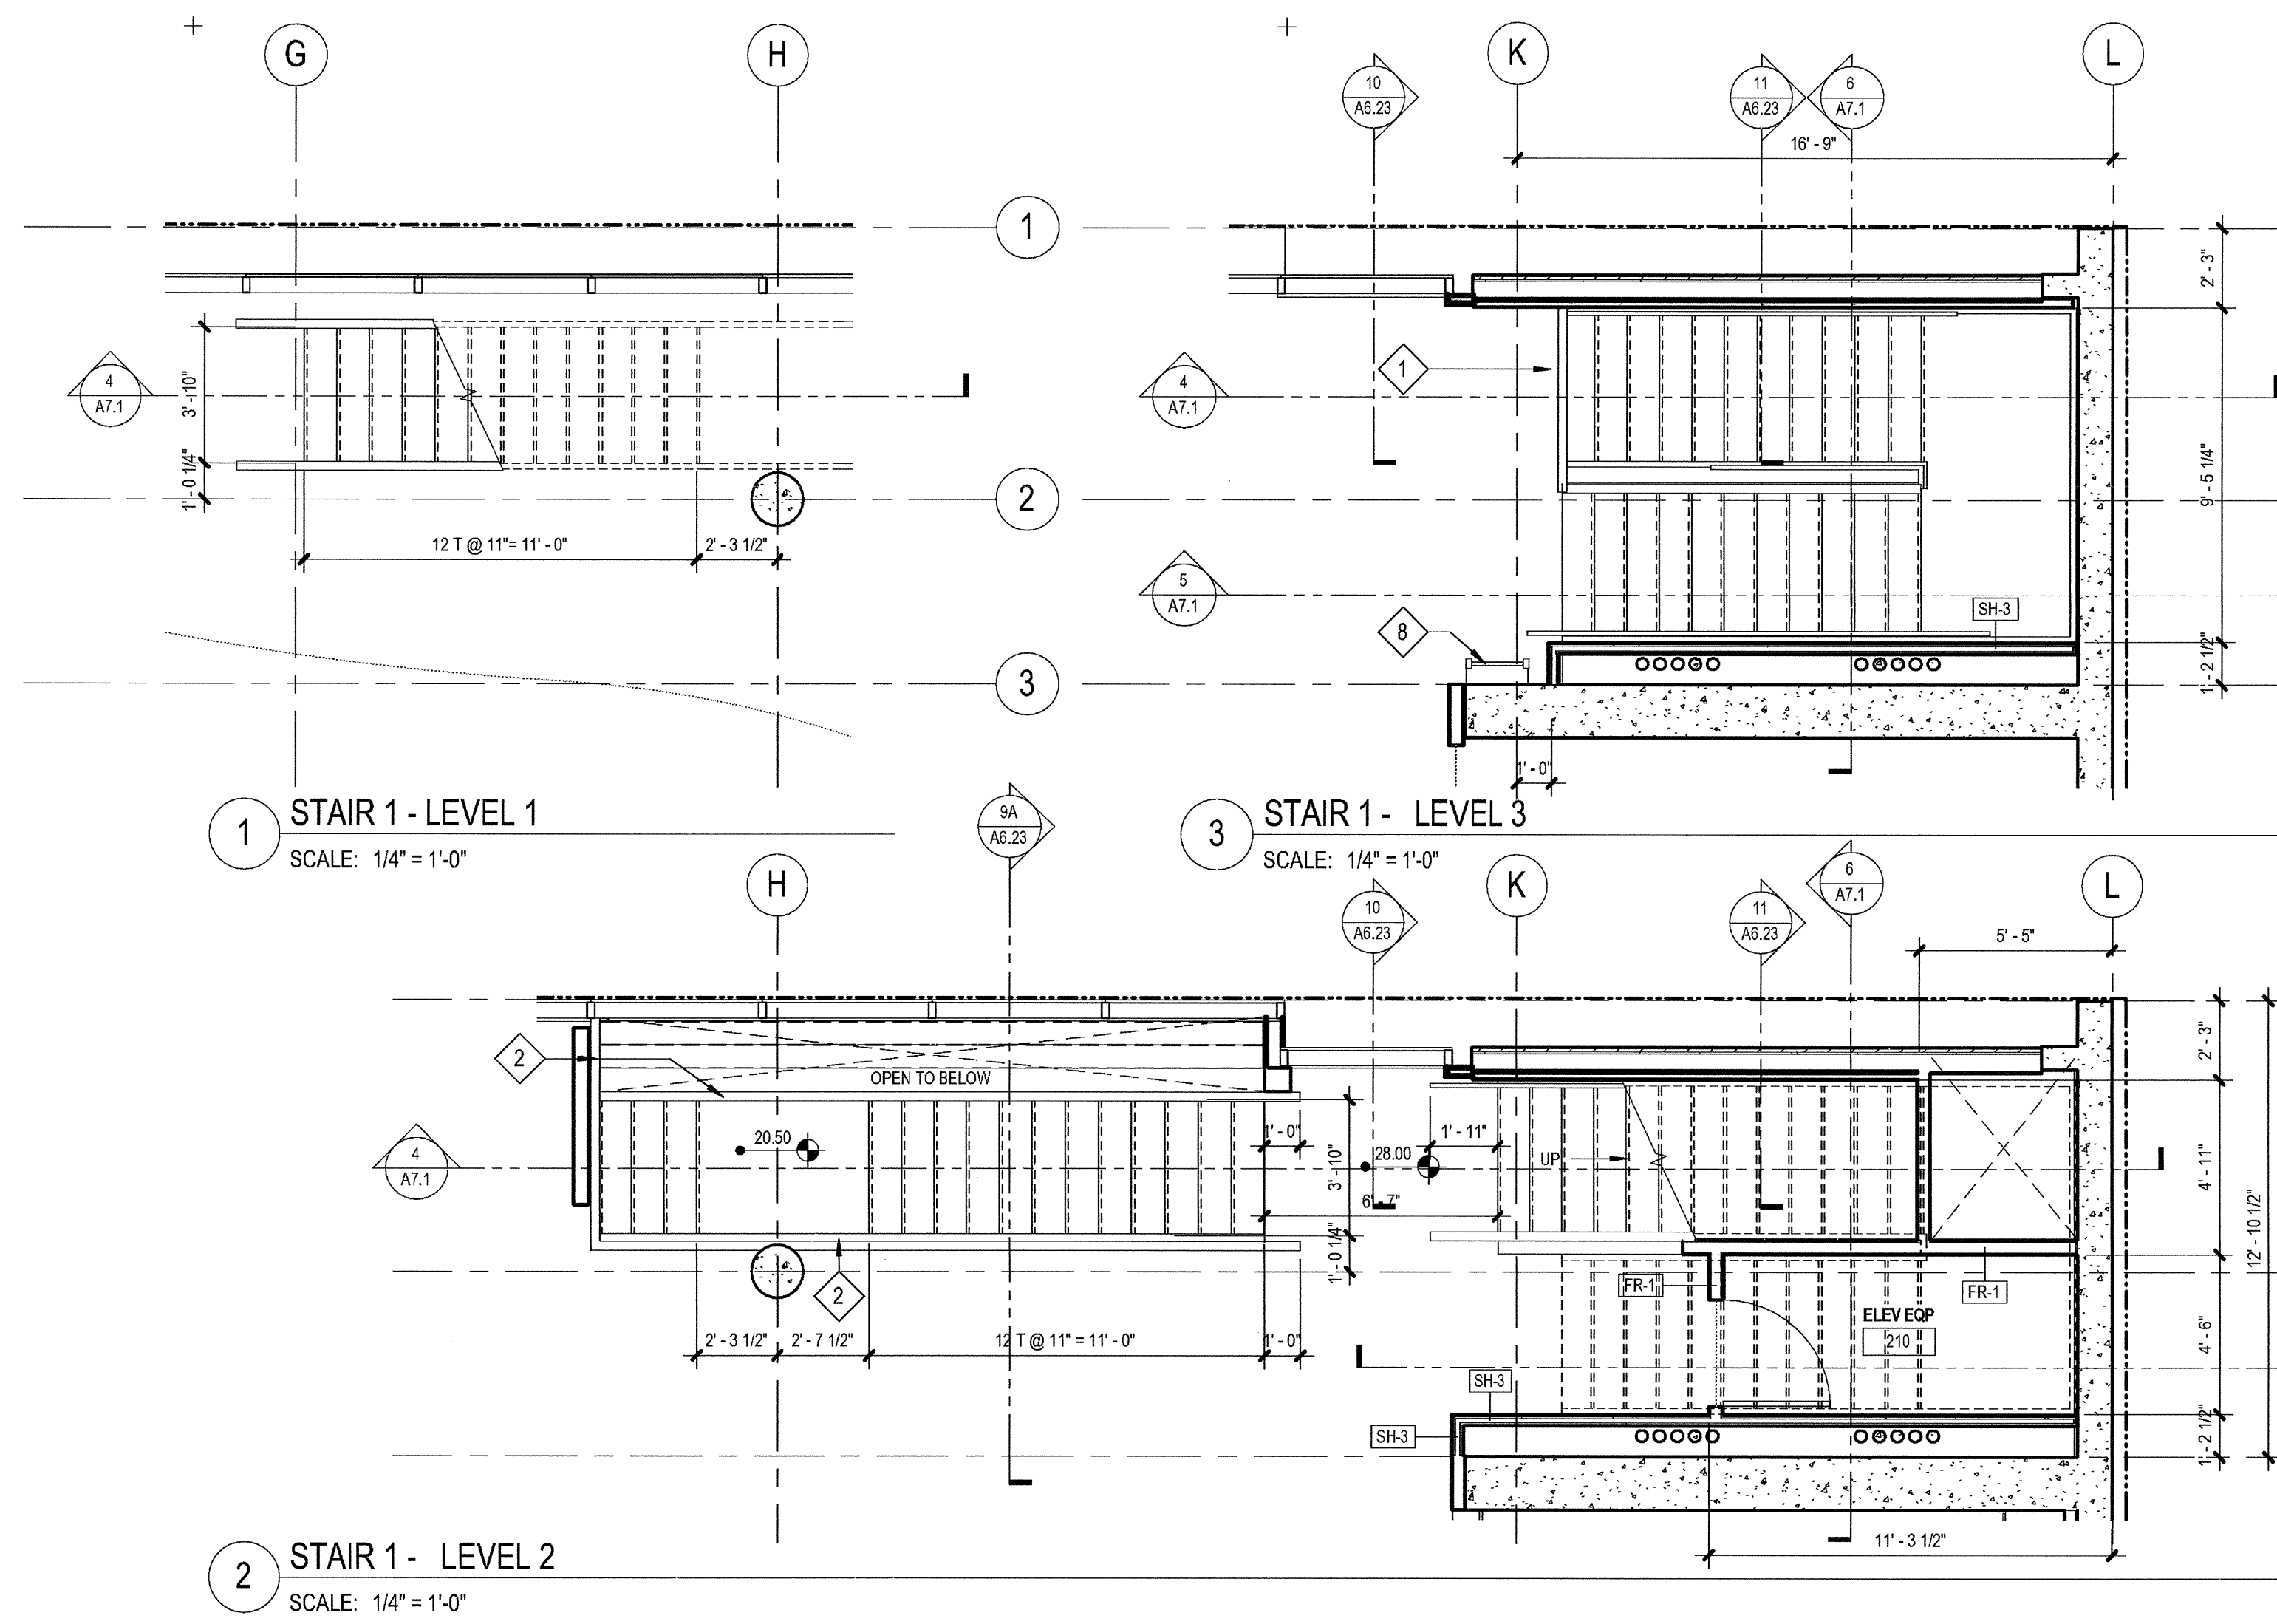 G
H
K
L
10
A6.23
11
A6.23
6
A7.1
16' - 9"
1
2' - 3"
4
A7.1
3' - 10"
1' - 0 1/4"
1
4
A7.1
9' - 5 1/4"
2
12 T @ 11"= 11' - 0"
2' - 3 1/2"
5
A7.1
SH-3
8
3
1' - 2 1/2"
1' - 0"
1
STAIR 1 - LEVEL 1
SCALE: 1/4" = 1'-0"
3
STAIR 1 - LEVEL 3
SCALE: 1/4" = 1'-0"
9A
A6.23
H
K
L
10
A6.23
11
A6.23
6
A7.1
5' - 5"
2' - 3"
2
OPEN TO BELOW
20.50
1' - 0"
3' - 10"
1' - 0 1/4"
28.00
1' - 11"
6' - 7"
UP
4
A7.1
4' - 11"
12' - 10 1/2"
2
FR-1
FR-1
ELEV EQP
210
4' - 6"
2' - 3 1/2"
2' - 7 1/2"
12 T @ 11" = 11' - 0"
1' - 0"
SH-3
SH-3
1' - 2 1/2"
11' - 3 1/2"
2
STAIR 1 - LEVEL 2
SCALE: 1/4" = 1'-0"